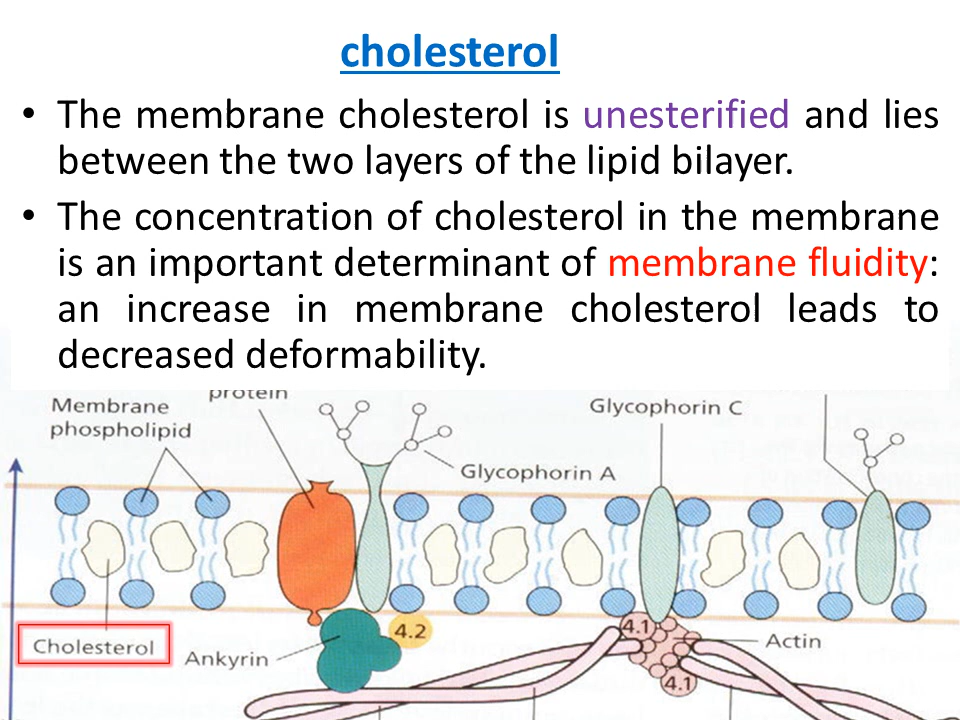 cholesterol
• The membrane cholesterol is unesterified and lies
between the two layers of the lipid bilayer.
• The concentration of cholesterol in the membrane
is an important determinant of membrane fluidity:
an increase in membrane cholesterol leads to
decreased deformability.
protein
Membrane
phospholipid
Glycophorin C
Glycophorin A
4.2
4.1
Actin
Cholesterol
Ankyrin
4.1